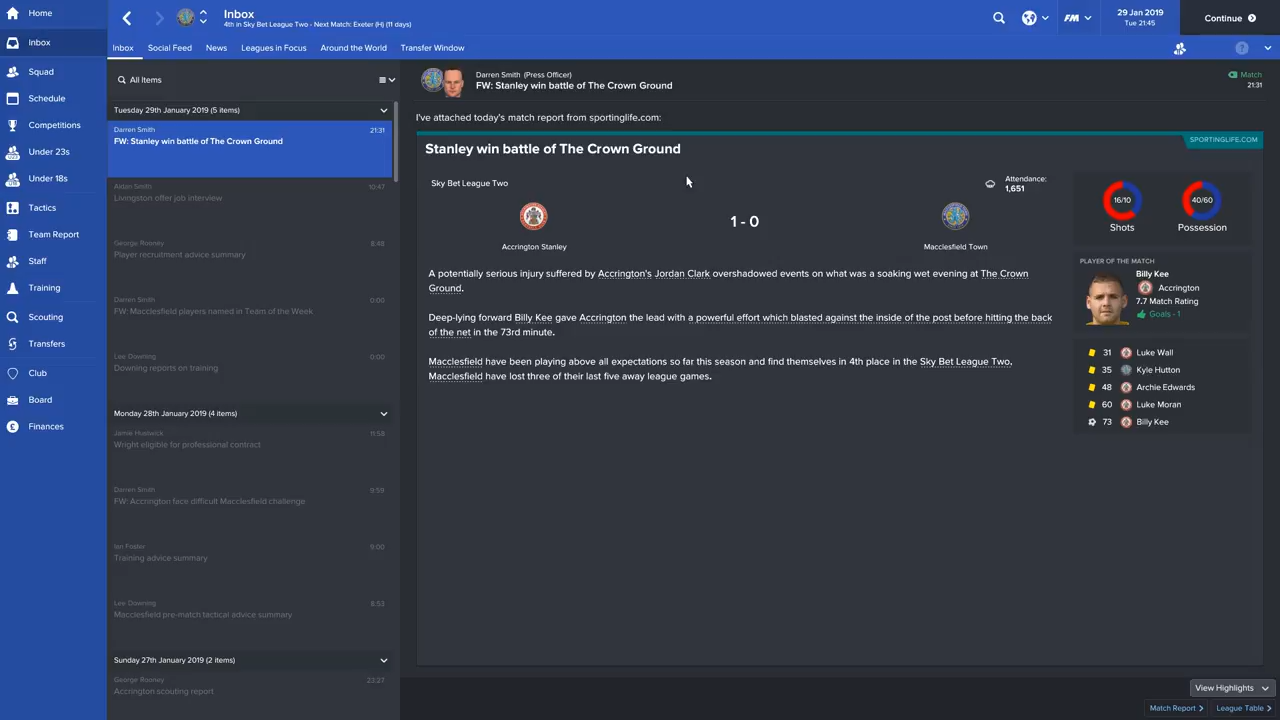 Home
Inbox
Squad
Schedule
Competitions
Under 23s
Under 18s
Tactics
Team Report
Staff
Training
Scouting
Transfers
Club
Board
Finances
Inbox
4th in Sky Bet League Two - Next Match: Exeter (H) (11 days)
FM
29 Jan 2019
Tue 21:45
Continue
Inbox Social Feed News Leagues in Focus Around the World Transfer Window
All Items
Tuesday 29th January 2019 (5 items)
Darren Smith 21:31
FW: Stanley win battle of The Crown Ground
Aidan Smith 10:47
Livingston offer job interview
George Rooney 8:48
Player recruitment advice summary
Darren Smith 0:00
FW: Macclesfield players named in Team of the Week
Lee Downing 0:00
Downing reports on training
Monday 28th January 2019 (4 items)
Jamie Hustwick 11:58
Wright eligible for professional contract
Darren Smith 9:59
FW: Accrington face difficult Macclesfield challenge
Ian Foster 9:00
Training advice summary
Lee Downing 8:53
Macclesfield pre-match tactical advice summary
Sunday 27th January 2019 (2 items)
George Rooney 23:27
Accrington scouting report
Darren Smith (Press Officer)
FW: Stanley win battle of The Crown Ground
Match
21:31
I've attached today's match report from sportinglife.com:
SPORTINGLIFE.COM
Stanley win battle of The Crown Ground
Sky Bet League Two
Attendance:
1,651
1 - 0
Accrington Stanley
Macclesfield Town
A potentially serious injury suffered by Accrington's Jordan Clark overshadowed events on what was a soaking wet evening at The Crown
Ground.
Deep-lying forward Billy Kee gave Accrington the lead with a powerful effort which blasted against the inside of the post before hitting the back
of the net in the 73rd minute.
Macclesfield have been playing above all expectations so far this season and find themselves in 4th place in the Sky Bet League Two,
Macclesfield have lost three of their last five away league games.
16/10
Shots
40/60
Possession
PLAYER OF THE MATCH
Billy Kee
Accrington
7.7 Match Rating
Goals - 1
31 Luke Wall
35 Kyle Hutton
48 Archie Edwards
60 Luke Moran
73 Billy Kee
View Highlights
Match Report
League Table